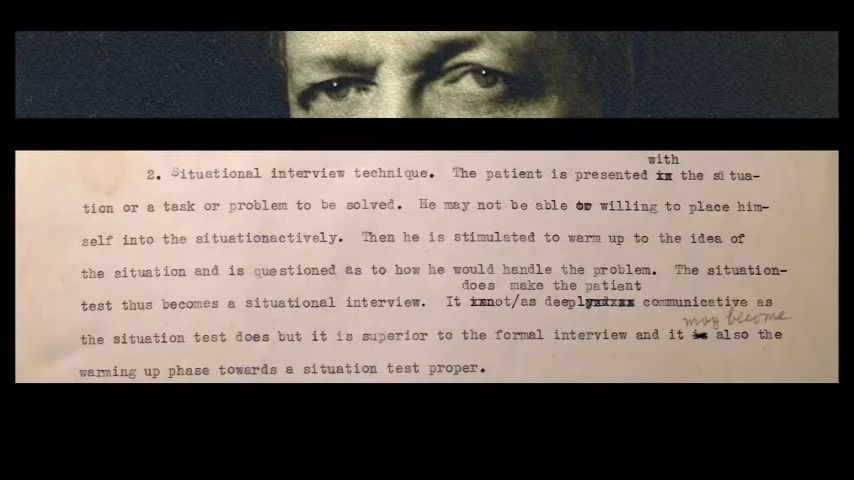 with
2. Situational interview technique. The patient is presented in the situa-
tion or a task or problem to be solved. He may not be able or willing to place him-
self into the situationactively. Then he is stimulated to warm up to the idea of
the situation and is questioned as to how he would handle the problem. The situation-
does make the patient
test thus becomes a situational interview. It not/as deeply communicative as
may become
the situation test does but it is superior to the formal interview and it is also the
warming up phase towards a situation test proper.